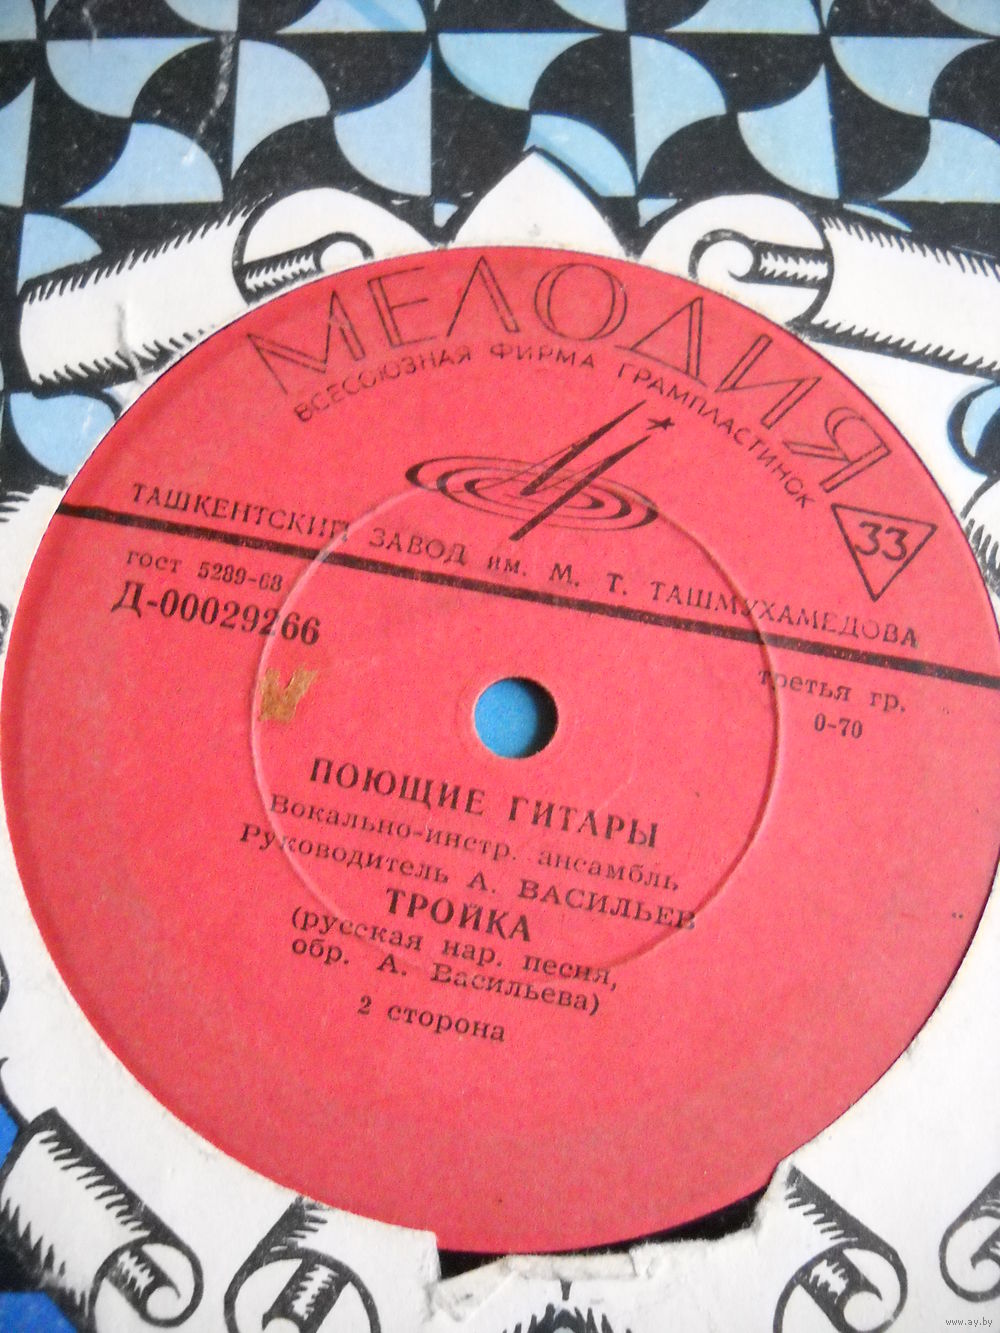 МЕЛОДИЯ
ВСЕСОЮЗНАЯ ФИРМА ГРАМПЛАСТИНОК
33
ТАШКЕНТСКИЙ ЗАВОД им. М. Т. ТАШМУХАМЕДОВА
гост 5289-68
Д-00029266
третья гр.
0-70
ПОЮЩИЕ ГИТАРЫ
Вокально-инстр. ансамбль
Руководитель А. ВАСИЛЬЕВ
ТРОЙКА
(русская нар. песня,
обр. А. Васильева)
2 сторона
www.ay.by